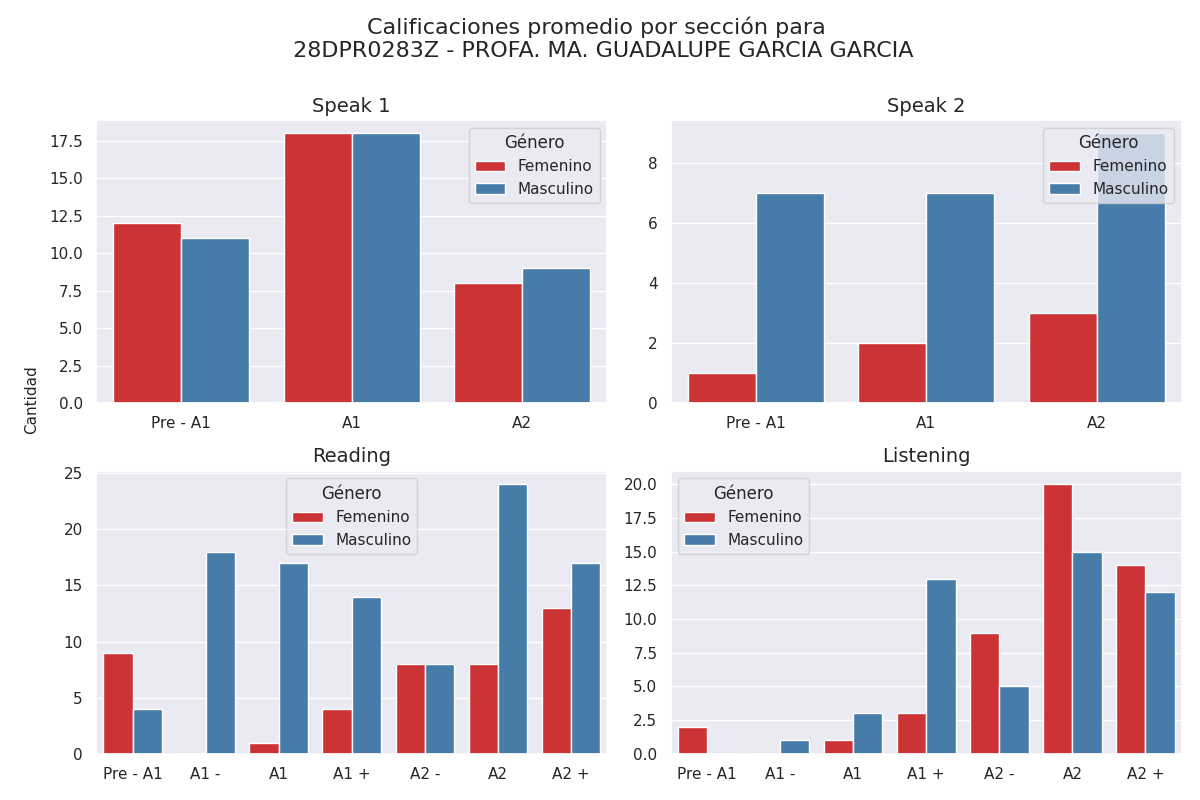 Calificaciones promedio por sección para
28DPR0283Z - PROFA. MA. GUADALUPE GARCIA GARCIA
Speak 1
Género
Femenino
Masculino
17.5
15.0
12.5
10.0
7.5
5.0
2.5
0.0
Pre - A1 A1 A2
Speak 2
Género
Femenino
Masculino
8
6
4
2
0
Pre - A1 A1 A2
Cantidad
Reading
Género
Femenino
Masculino
25
20
15
10
5
0
Pre - A1 A1 - A1 A1 + A2 - A2 A2 +
Listening
Género
Femenino
Masculino
20.0
17.5
15.0
12.5
10.0
7.5
5.0
2.5
0.0
Pre - A1 A1 - A1 A1 + A2 - A2 A2 +